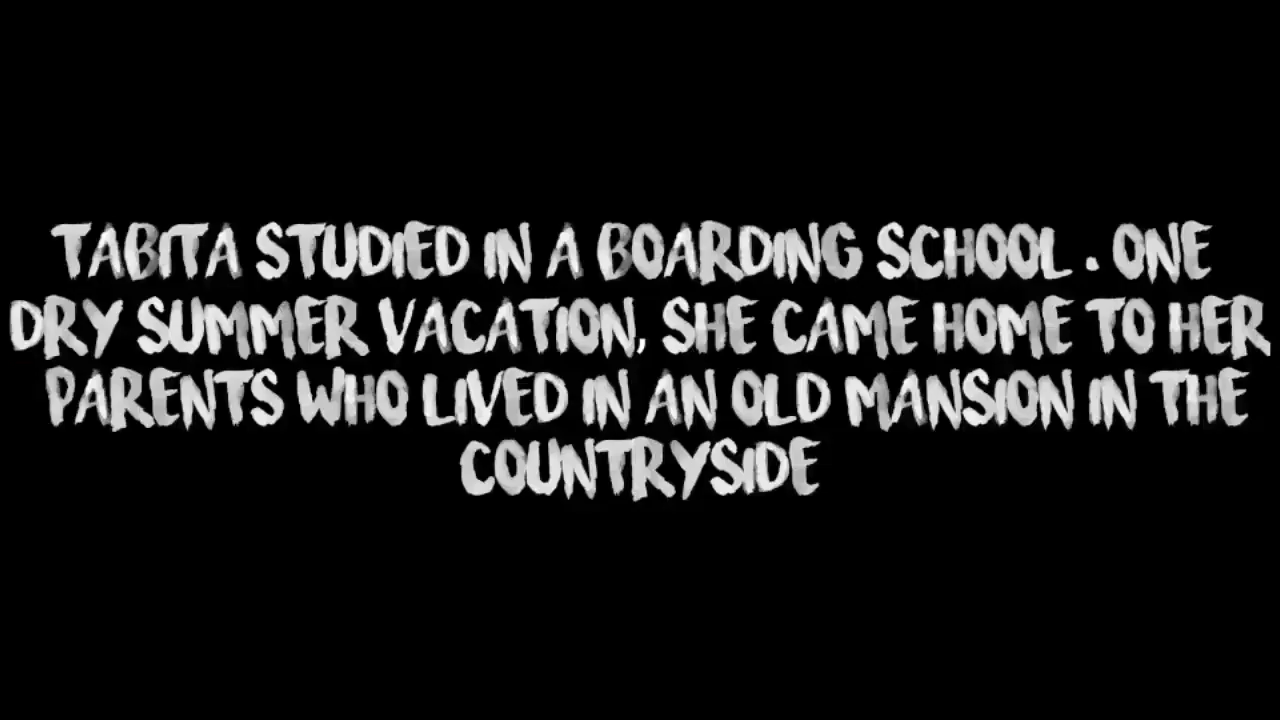 TABITA STUDIED IN A BOARDING SCHOOL . ONE
DRY SUMMER VACATION, SHE CAME HOME TO HER
PARENTS WHO LIVED IN AN OLD MANSION IN THE
COUNTRYSIDE